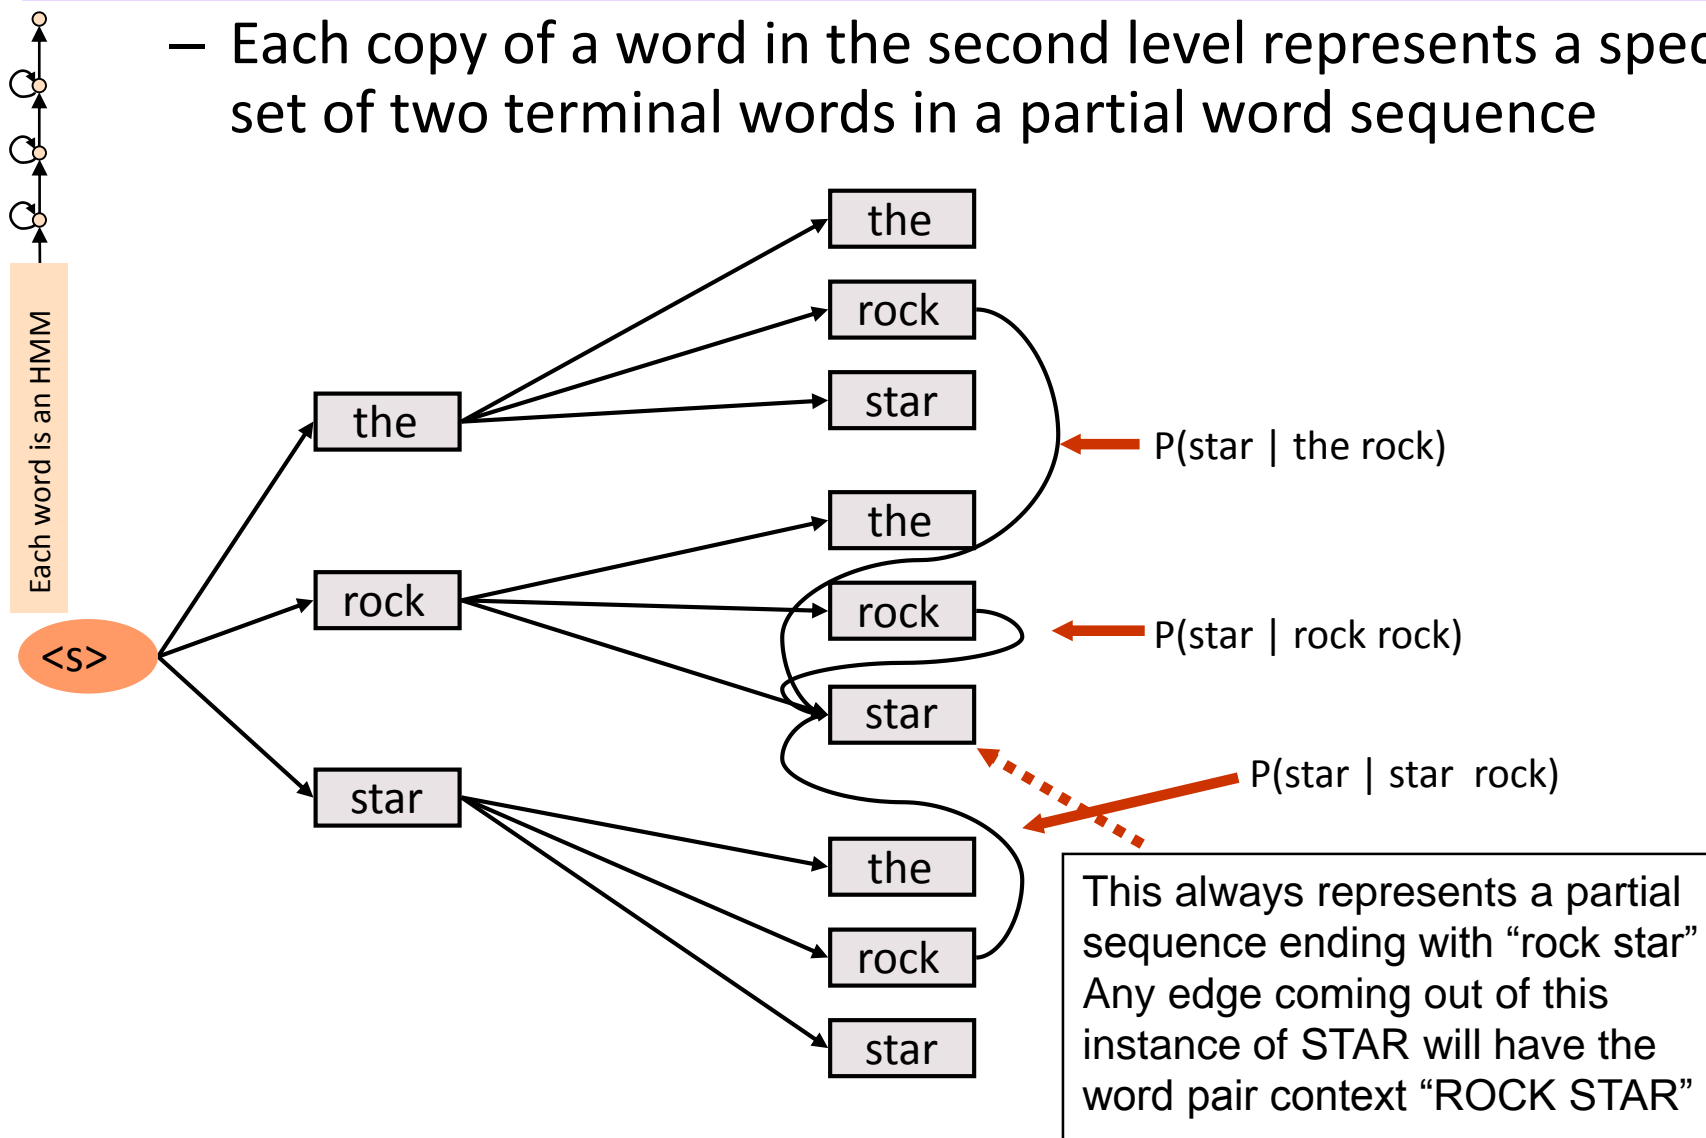 – Each copy of a word in the second level represents a spec
set of two terminal words in a partial word sequence
Each word is an HMM
<s>
the
rock
star
the
rock
star
the
rock
star
the
rock
star
P(star | the rock)
P(star | rock rock)
P(star | star rock)
This always represents a partial
sequence ending with “rock star”
Any edge coming out of this
instance of STAR will have the
word pair context “ROCK STAR”